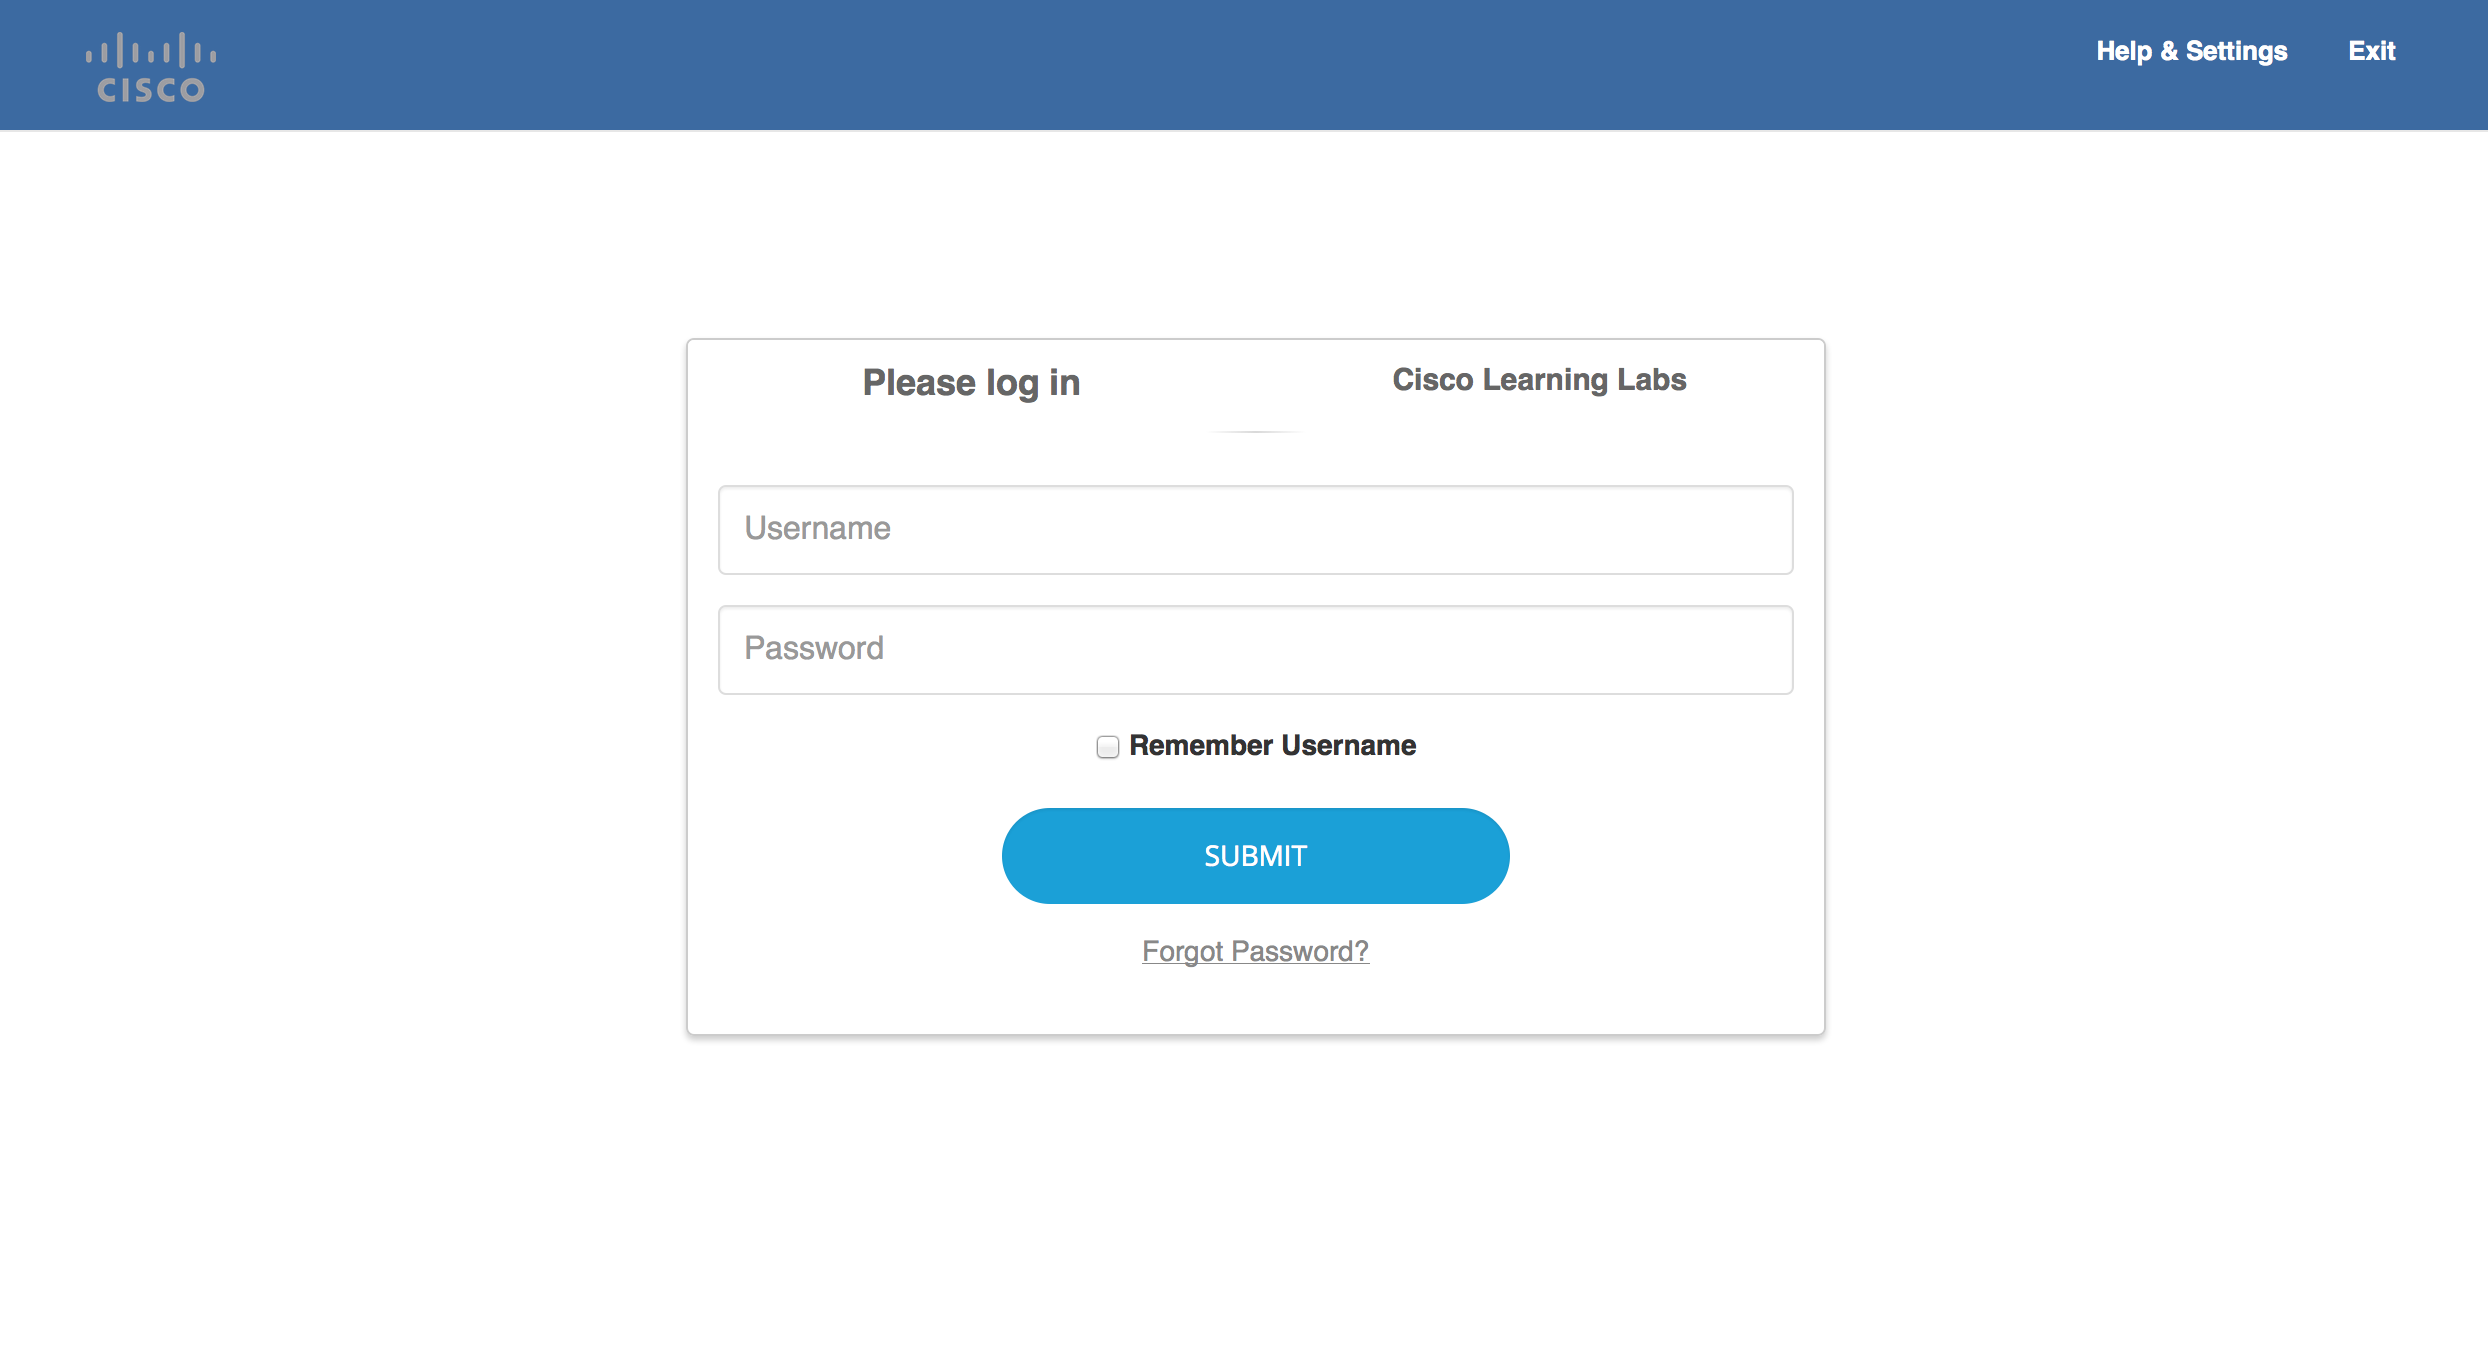 CISCO
Help & Settings
Exit
Please log in
Cisco Learning Labs
Username
Password
Remember Username
SUBMIT
Forgot Password?